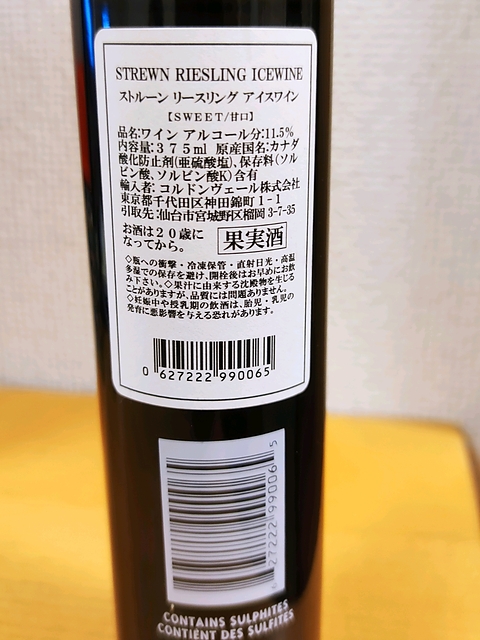 STREWN RIESLING ICEWINE
ストルーン リースリング アイスワイン
【SWEET/甘口】
品名:ワイン アルコール分:11.5%
内容量:375ml 原産国名:カナダ
酸化防止剤(亜硫酸塩)、保存料(ソル
ビン酸、ソルビン酸K)含有
輸入者:コルドンヴェール株式会社
東京都千代田区神田錦町1-1
引取先:仙台市宮城野区榴岡3-7-35
お酒は20歳に
なってから。
果実酒
◇瓶への衝撃・冷凍保管・直射日光・高温
多湿での保存を避け、開栓後はお早めにお飲
み下さい。◇果汁に由来する沈殿物を生じる
ことがありますが、品質には問題ありません。
◇妊娠中や授乳期の飲酒は、胎児・乳児の
発育に悪影響を与える恐れがあります。
0 627222 990065
0 627222 99006 5
CONTAINS SULPHITES
CONTIENT DES SULFITES